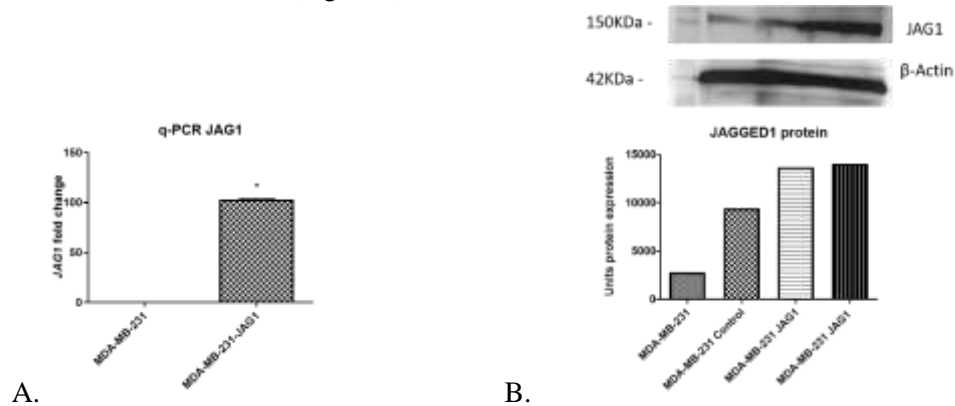 150KDa -
JAG1
42KDa -
β-Actin
q-PCR JAG1
150
100
50
0
JAG1 fold change
*
MDA-MB-231
MDA-MB-231-JAG1
JAGGED1 protein
15000
10000
5000
0
Units protein expression
MDA-MB-231
MDA-MB-231 Control
MDA-MB-231 JAG1
MDA-MB-231 JAG1
A.
B.